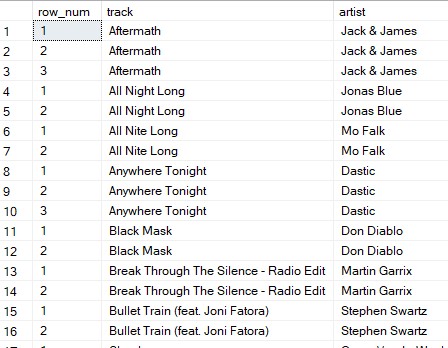 row_num track artist
1 1 Aftermath Jack & James
2 2 Aftermath Jack & James
3 3 Aftermath Jack & James
4 1 All Night Long Jonas Blue
5 2 All Night Long Jonas Blue
6 1 All Nite Long Mo Falk
7 2 All Nite Long Mo Falk
8 1 Anywhere Tonight Dastic
9 2 Anywhere Tonight Dastic
10 3 Anywhere Tonight Dastic
11 1 Black Mask Don Diablo
12 2 Black Mask Don Diablo
13 1 Break Through The Silence - Radio Edit Martin Garrix
14 2 Break Through The Silence - Radio Edit Martin Garrix
15 1 Bullet Train (feat. Joni Fatora) Stephen Swartz
16 2 Bullet Train (feat. Joni Fatora) Stephen Swartz